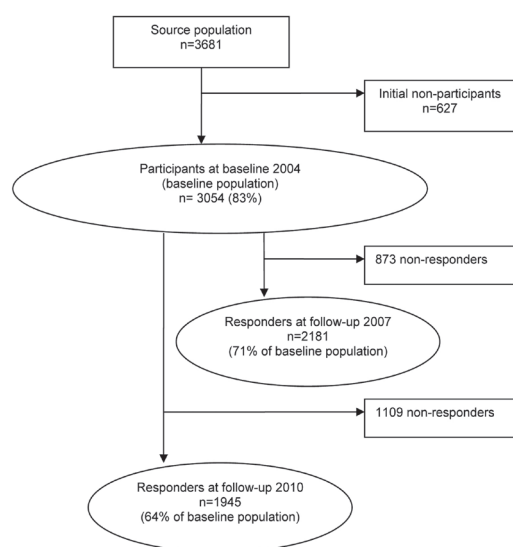 Source population
n=3681
Initial non-participants
n=627
Participants at baseline 2004
(baseline population)
n= 3054 (83%)
873 non-responders
Responders at follow-up 2007
n=2181
(71% of baseline population)
1109 non-responders
Responders at follow-up 2010
n=1945
(64% of baseline population)